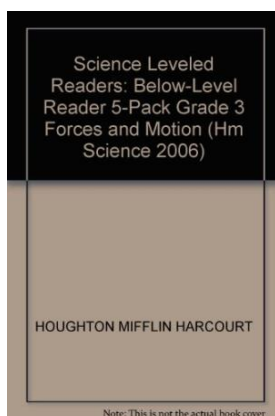 Science Leveled
Readers: Below-Level
Reader 5-Pack Grade 3
Forces and Motion (Hm
Science 2006)
HOUGHTON MIFFLIN HARCOURT
Note: This is not the actual book cover